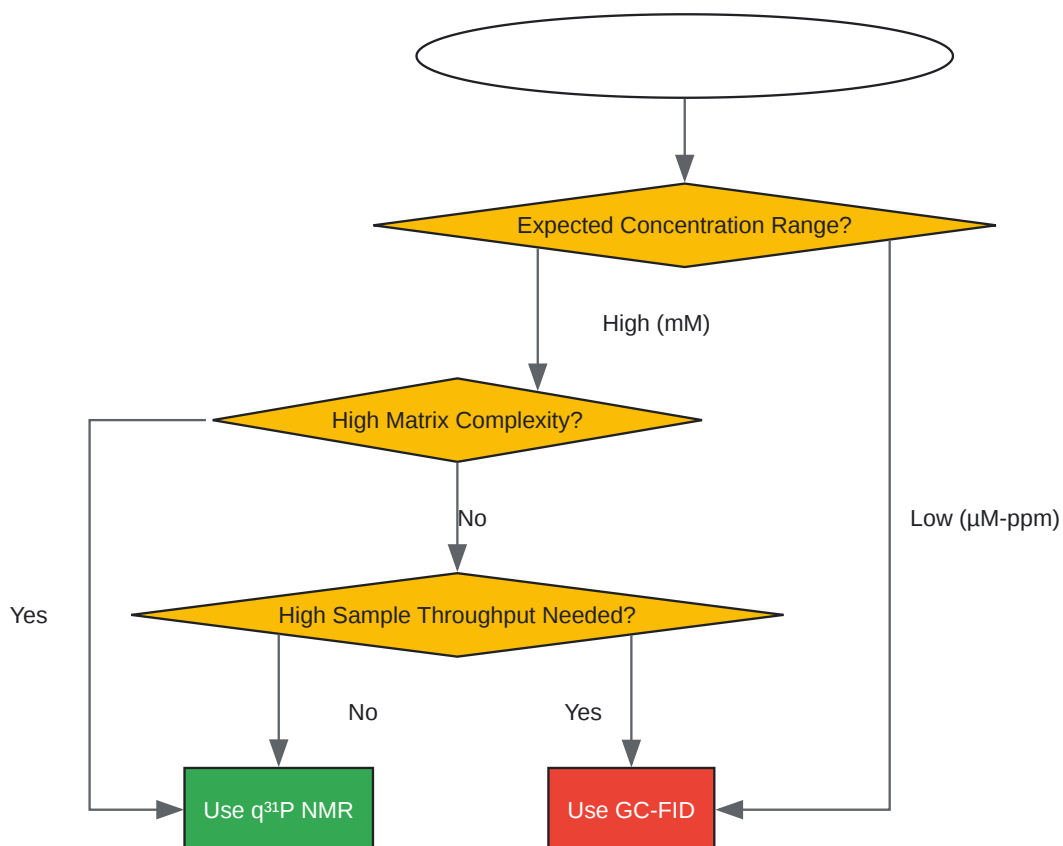 Expected Concentration Range?
High (mM)
High Matrix Complexity?
No
Low (µM-ppm)
Yes
High Sample Throughput Needed?
No
Yes
Use q³¹P NMR
Use GC-FID